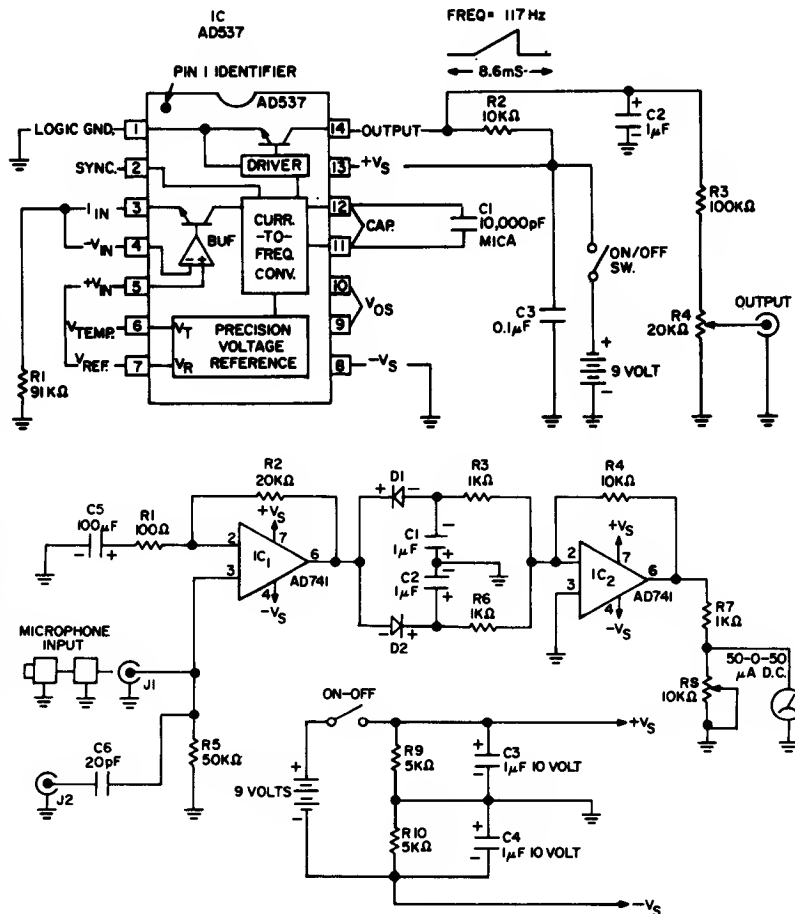 IC
AD537
FREQ= 117 Hz
8.6mS
PIN I IDENTIFIER
AD537
LOGIC GND.
1
14
OUTPUT
R2
10KΩ
+
C2
1μF
-
SYNC.
2
DRIVER
13
+VS
I IN
3
12
CAP.
C1
10,000pF
MICA
R3
100KΩ
-VIN
4
BUF
-
+
CURR.
-TO-
FREQ.
CONV.
11
ON/OFF
SW.
+VIN
5
10
VOS
C3
0.1μF
OUTPUT
R4
20KΩ
VTEMP.
6
VT
PRECISION
VOLTAGE
REFERENCE
9
+
9 VOLT
-
VREF.
7
VR
8
-VS
R1
91KΩ
R2
20KΩ
D1
+ -
R3
1KΩ
R4
10KΩ
C5
100μF
- +
R1
100Ω
+VS
7
2
IC1
6
3
AD741
4
-VS
-
C1
1μF
+
-
C2
1μF
+
+VS
7
2
IC2
6
3
AD741
4
-VS
R6
1KΩ
- +
D2
R7
1KΩ
MICROPHONE
INPUT
J1
50-0-50
μA D.C.
R8
10KΩ
ON-OFF
+VS
C6
20pF
R5
50KΩ
J2
+
9 VOLTS
-
R9
5KΩ
+
C3
1μF 10 VOLT
-
R10
5KΩ
+
C4
1μF 10 VOLT
-
-VS